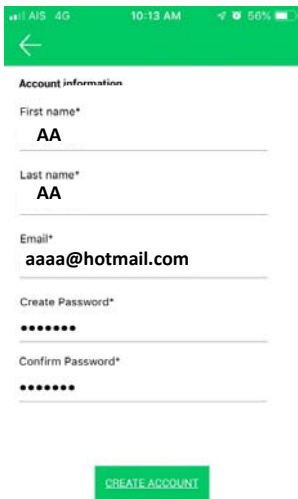 AIS 4G 10:13 AM 56%
Account information
First name*
AA
Last name*
AA
Email*
aaaa@hotmail.com
Create Password*
•••••••
Confirm Password*
•••••••
CREATE ACCOUNT